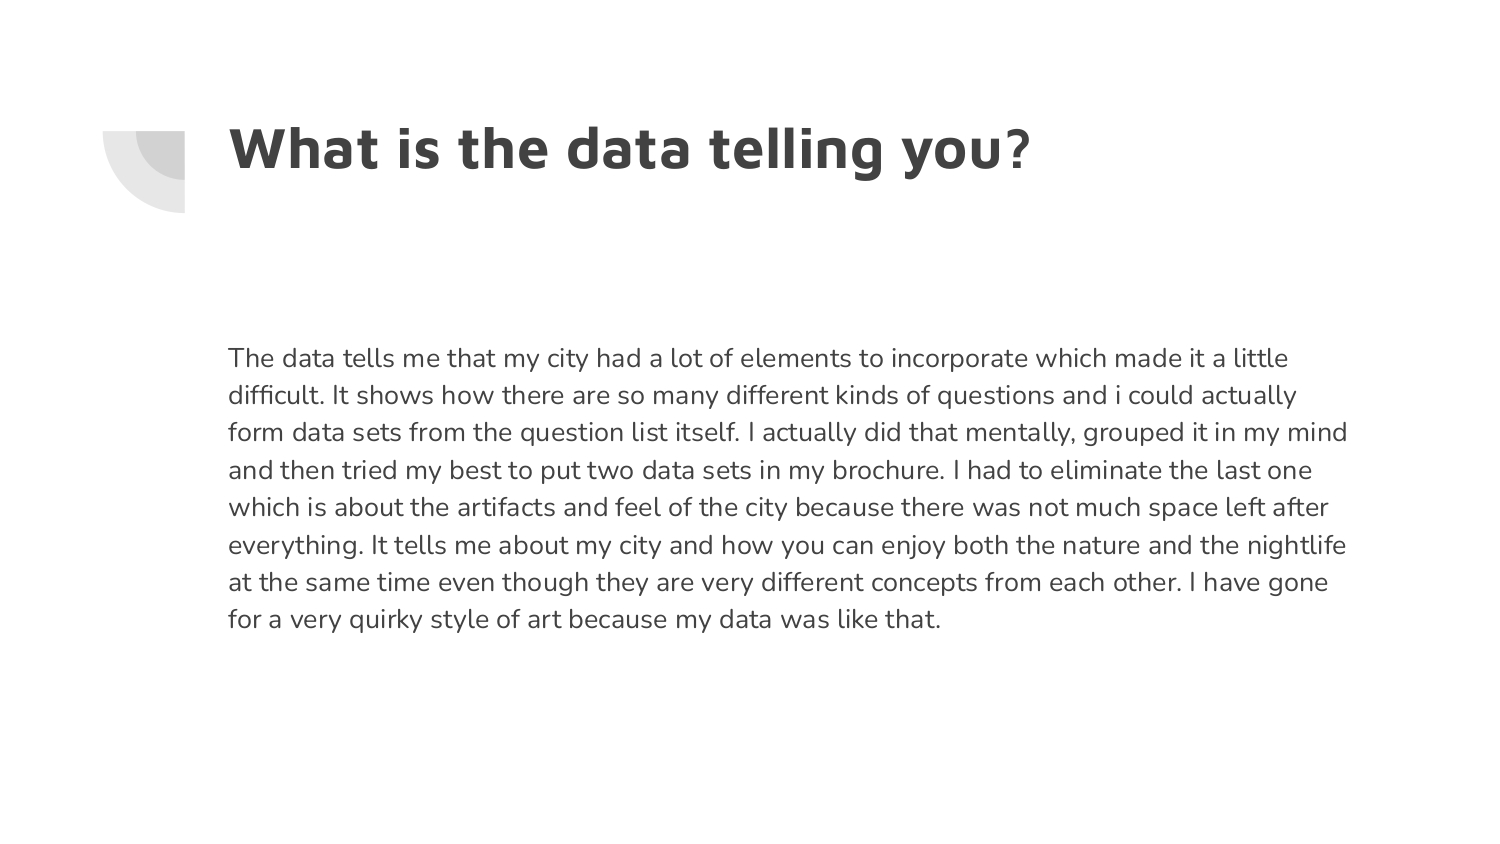 What is the data telling you?
The data tells me that my city had a lot of elements to incorporate which made it a little
difficult. It shows how there are so many different kinds of questions and i could actually
form data sets from the question list itself. I actually did that mentally, grouped it in my mind
and then tried my best to put two data sets in my brochure. I had to eliminate the last one
which is about the artifacts and feel of the city because there was not much space left after
everything. It tells me about my city and how you can enjoy both the nature and the nightlife
at the same time even though they are very different concepts from each other. I have gone
for a very quirky style of art because my data was like that.